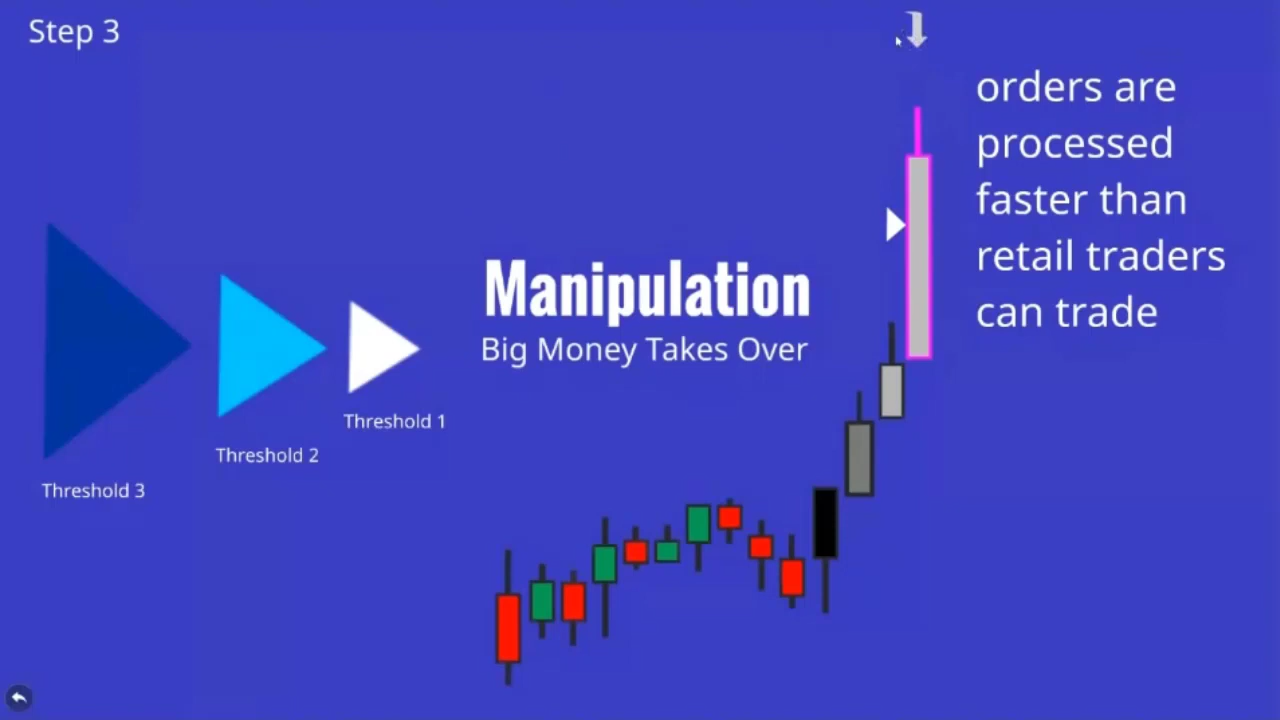 Step 3
orders are
processed
faster than
retail traders
can trade
Manipulation
Big Money Takes Over
Threshold 1
Threshold 2
Threshold 3